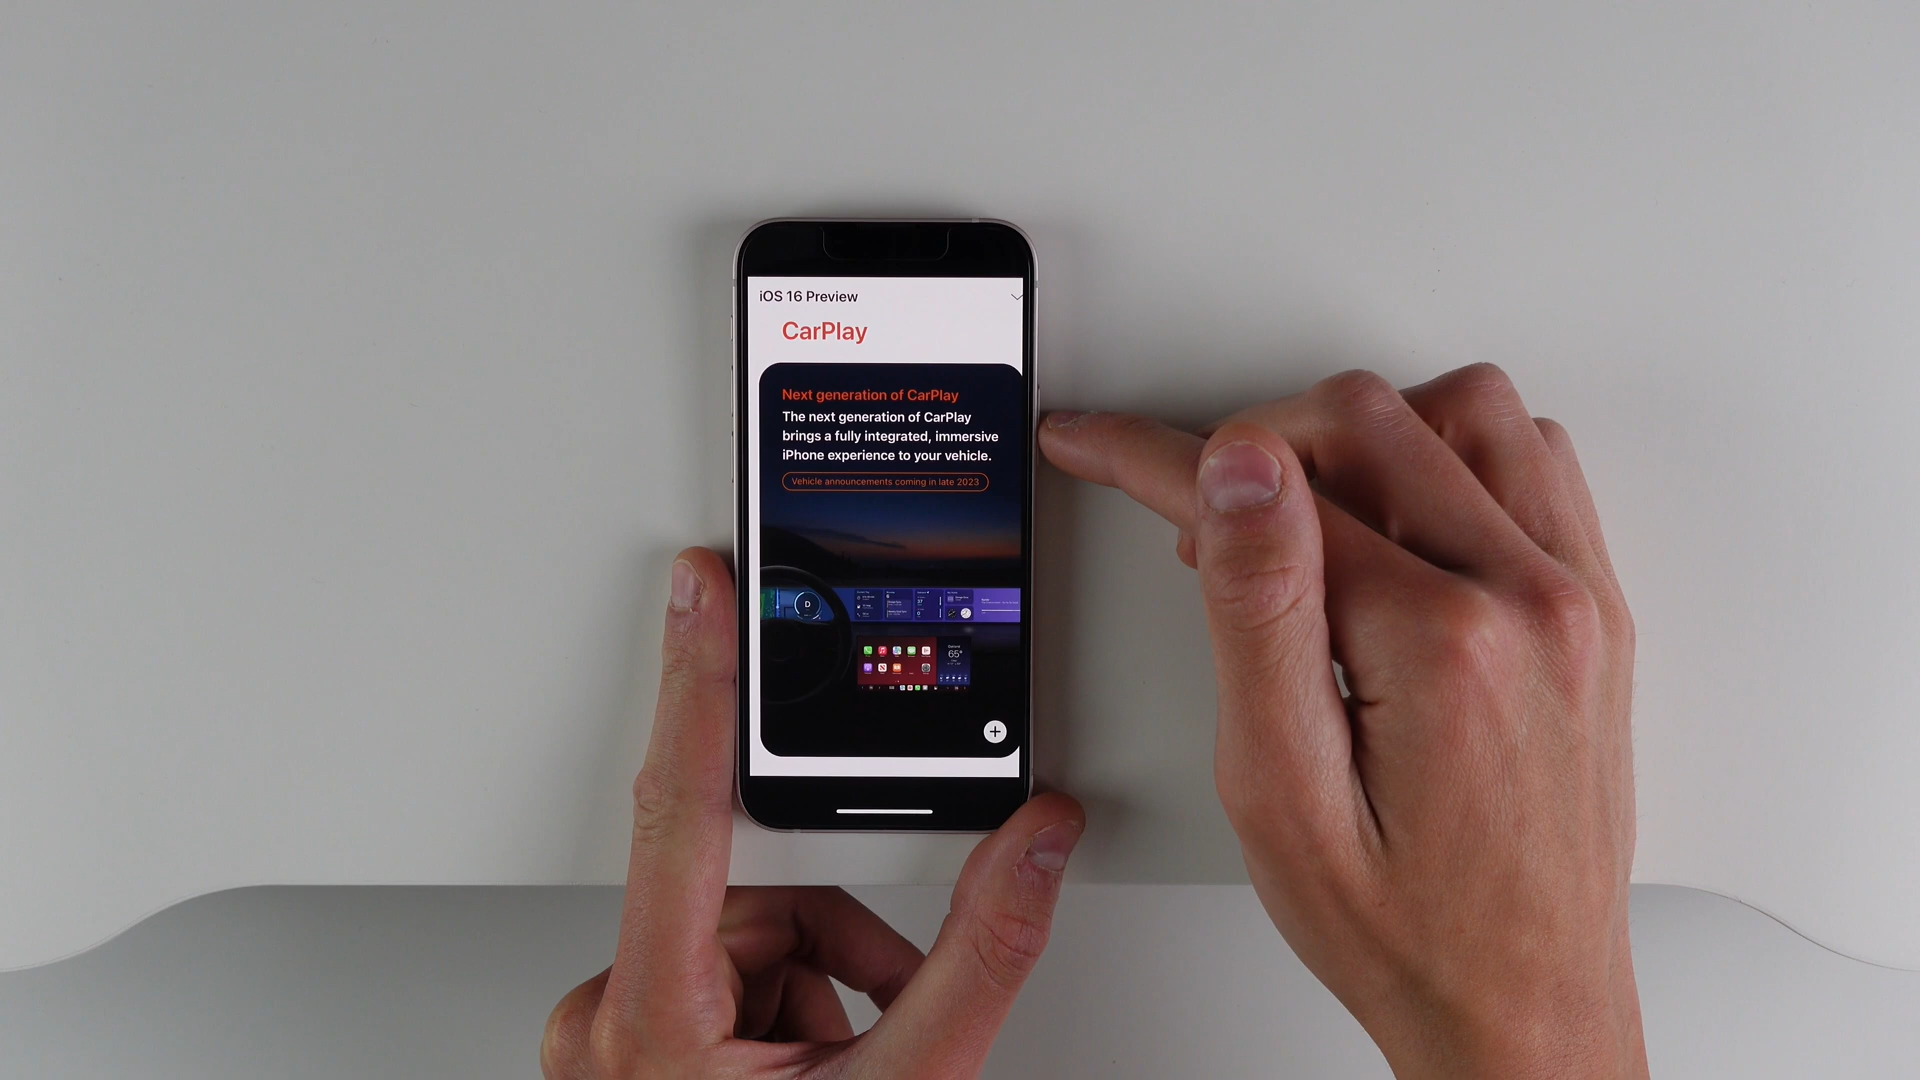 iOS 16 Preview
CarPlay
Next generation of CarPlay
The next generation of CarPlay
brings a fully integrated, immersive
iPhone experience to your vehicle.
Vehicle announcements coming in late 2023
D
65°